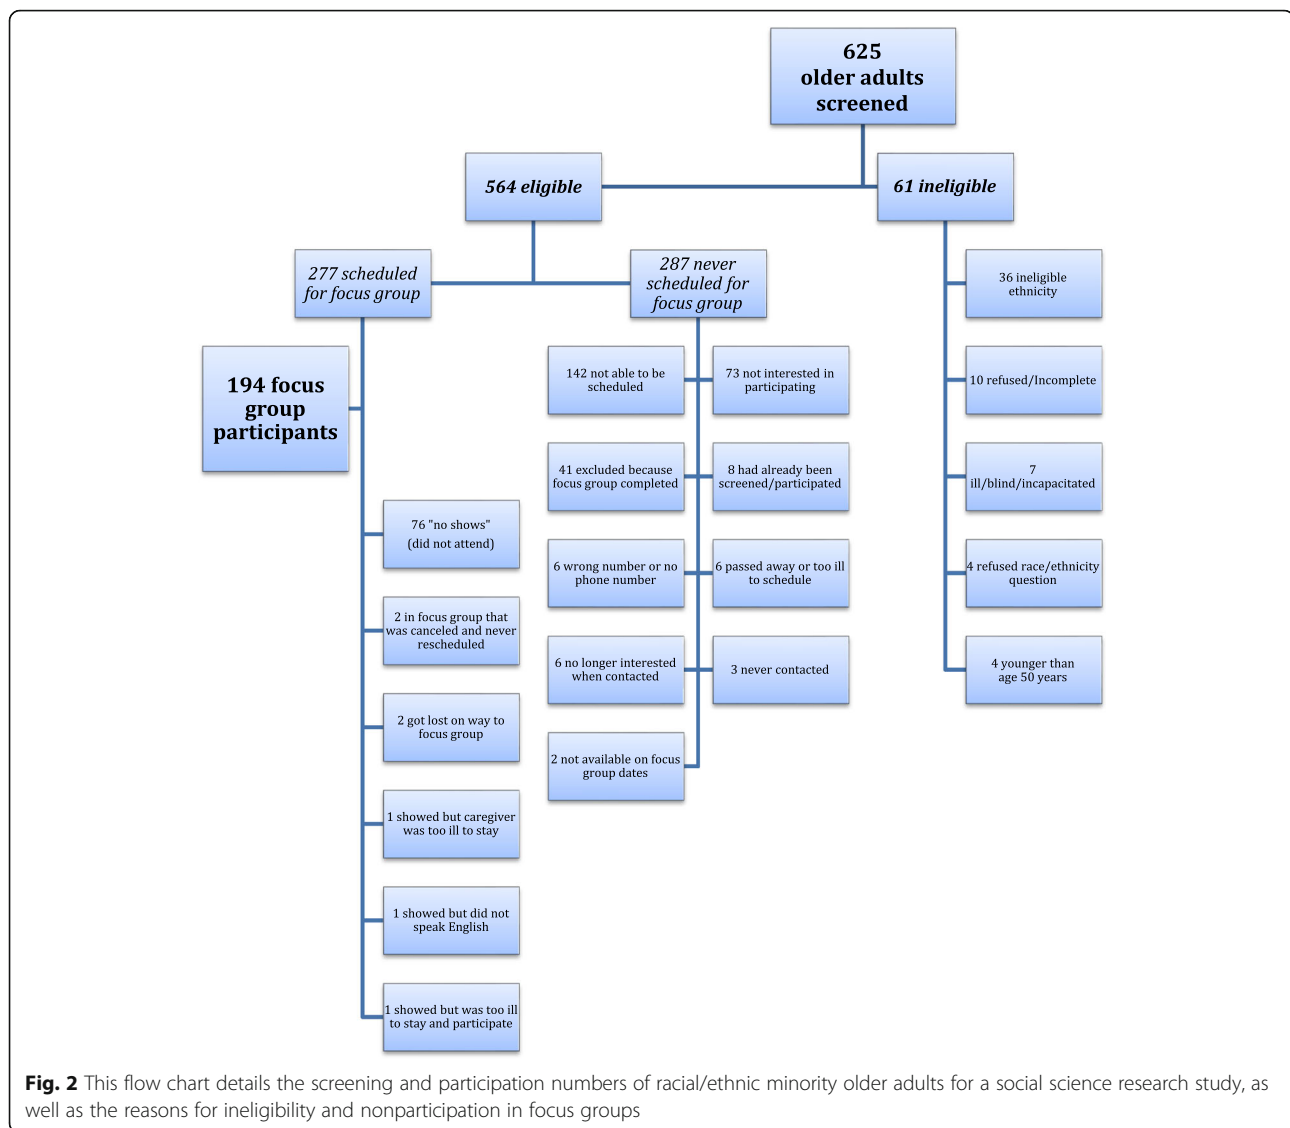 625
older adults
screened
564 eligible
61 ineligible
277 scheduled
for focus group
287 never
scheduled for
focus group
194 focus
group
participants
76 "no shows"
(did not attend)
2 in focus group that
was canceled and never
rescheduled
2 got lost on way to
focus group
1 showed but caregiver
was too ill to stay
1 showed but did not
speak English
1 showed but was too ill
to stay and participate
142 not able to be
scheduled
73 not interested in
participating
41 excluded because
focus group completed
8 had already been
screened/participated
6 wrong number or no
phone number
6 passed away or too ill
to schedule
6 no longer interested
when contacted
3 never contacted
2 not available on focus
group dates
36 ineligible
ethnicity
10 refused/Incomplete
7
ill/blind/incapacitated
4 refused race/ethnicity
question
4 younger than
age 50 years
Fig. 2 This flow chart details the screening and participation numbers of racial/ethnic minority older adults for a social science research study, as
well as the reasons for ineligibility and nonparticipation in focus groups